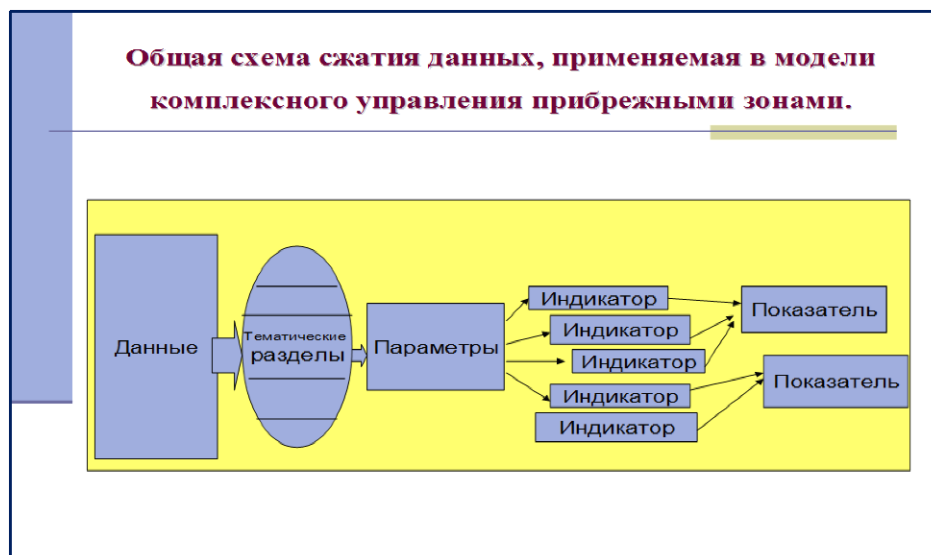 Общая схема сжатия данных, применяемая в модели
комплексного управления прибрежными зонами.
Данные
Тематические
разделы
Параметры
Индикатор
Индикатор
Индикатор
Индикатор
Индикатор
Показатель
Показатель